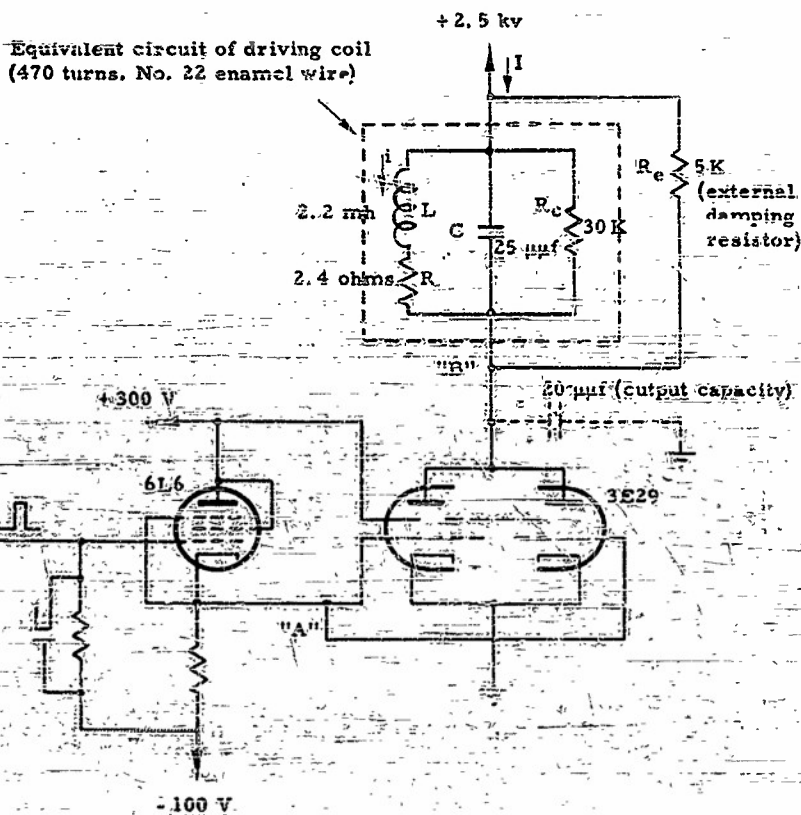 +2.5 kv
Equivalent circuit of driving coil
(470 turns, No. 22 enamel wire)
I
i
2.2 mh
L
C
25 μμf
Rc
30 K
Re
5 K
(external
damping
resistor)
2.4 ohms
R
"B"
20 μμf (output capacity)
+300 V
6L6
3E29
"A"
-100 V